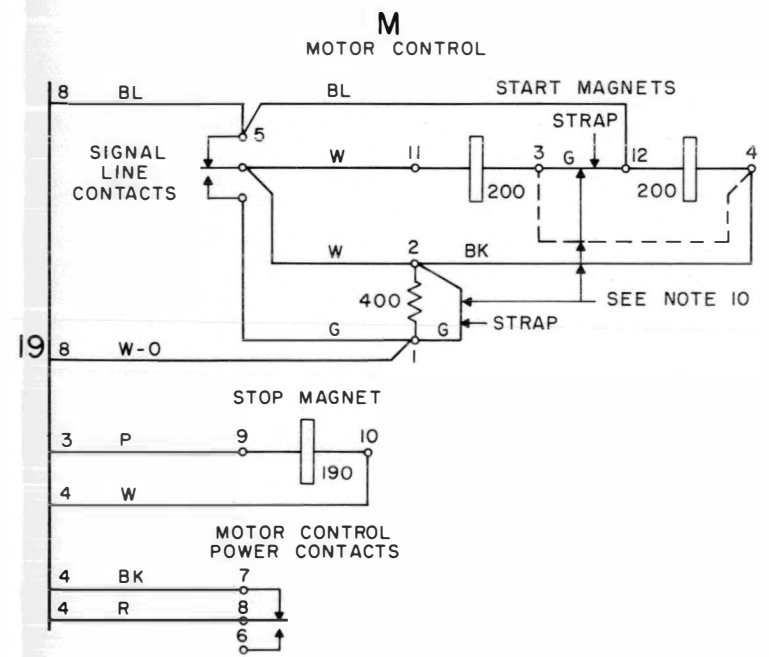 M
MOTOR CONTROL
8 BL BL START MAGNETS
STRAP
5
SIGNAL
LINE
CONTACTS
W 11 3 G 12 4
200 200
W 2 BK
400
SEE NOTE 10
G G STRAP
1
19
8 W-O
STOP MAGNET
3 P 9 10
190
4 W
MOTOR CONTROL
POWER CONTACTS
4 BK 7
4 R 8
6